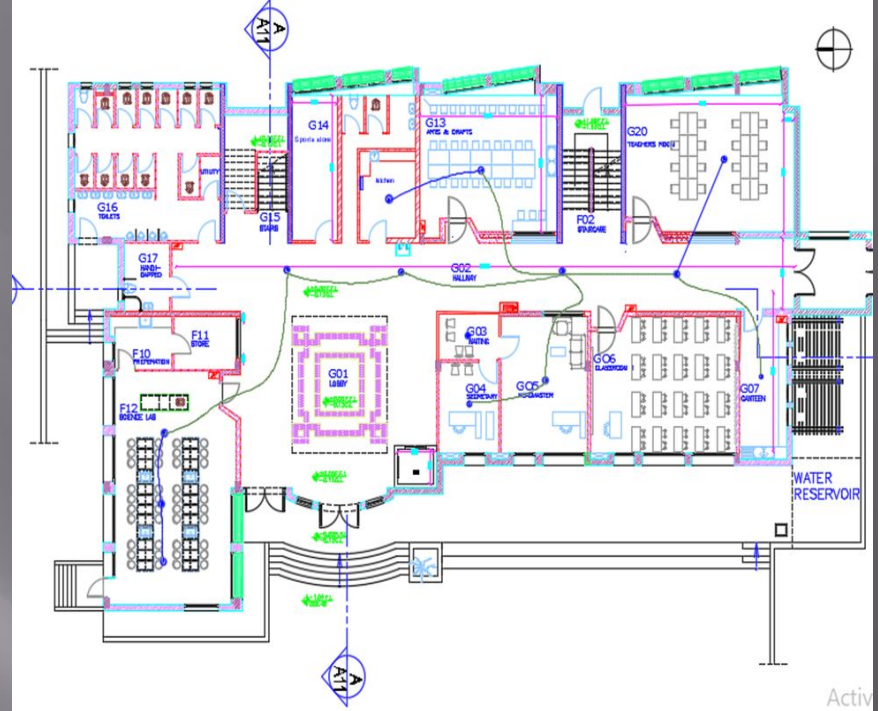 A
A11
G14
Sports store
G13
ARTS & CRAFTS
G20
TEACHER'S ROOM
UTILITY
kitchen
G16
TOILETS
G15
STAIRS
F02
STAIRCASE
G17
HANDI-
CAPPED
G02
HALLWAY
F11
STORE
F10
PREPARATION
G03
WAITING
G01
LOBBY
G06
CLASSROOM
G04
SECRETARY
G05
HEADMASTER
G07
CANTEEN
F12
SCIENCE LAB
WATER
RESERVOIR
A
A11
Activ